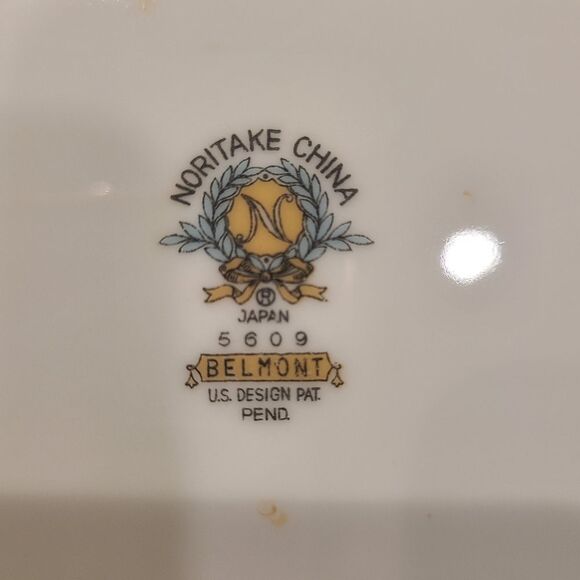 NORITAKE CHINA
N
®
JAPAN
5609
BELMONT
U.S. DESIGN PAT.
PEND.